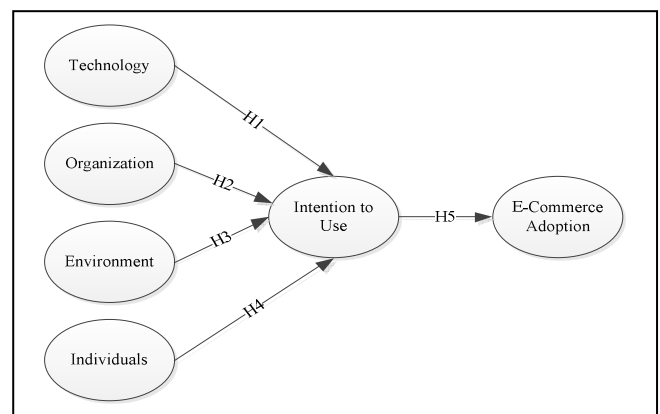 Technology
H1
Organization
H2
Intention to
Use
H5
E-Commerce
Adoption
Environment
H3
Individuals
H4